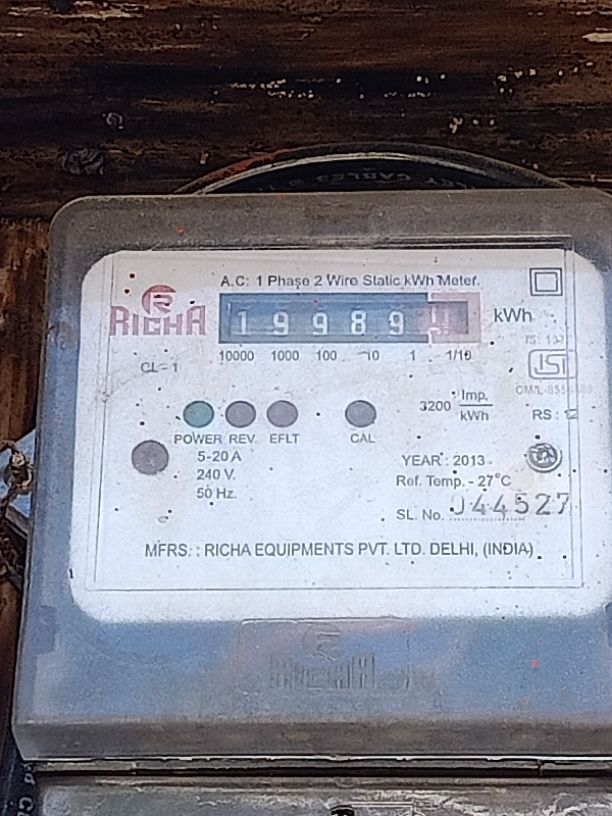 A.C: 1 Phase 2 Wire Static kWh Meter.
RICHA
1 9 9 8 9
kWh
10000 1000 100 10 1 1/10
CL-1
3200 Imp.
kWh
RS : 12
POWER REV. EFLT CAL
5-20 A
240 V.
50 Hz.
YEAR : 2013
Ref. Temp. - 27°C
SL. No. 044527
MFRS. : RICHA EQUIPMENTS PVT. LTD. DELHI, (INDIA).
RICHA